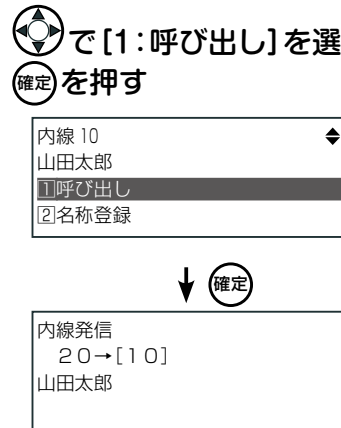 で[1:呼び出し]を選
確定を押す
内線 10
山田太郎
1呼び出し
2名称登録
確定
内線発信
２０→[１０]
山田太郎